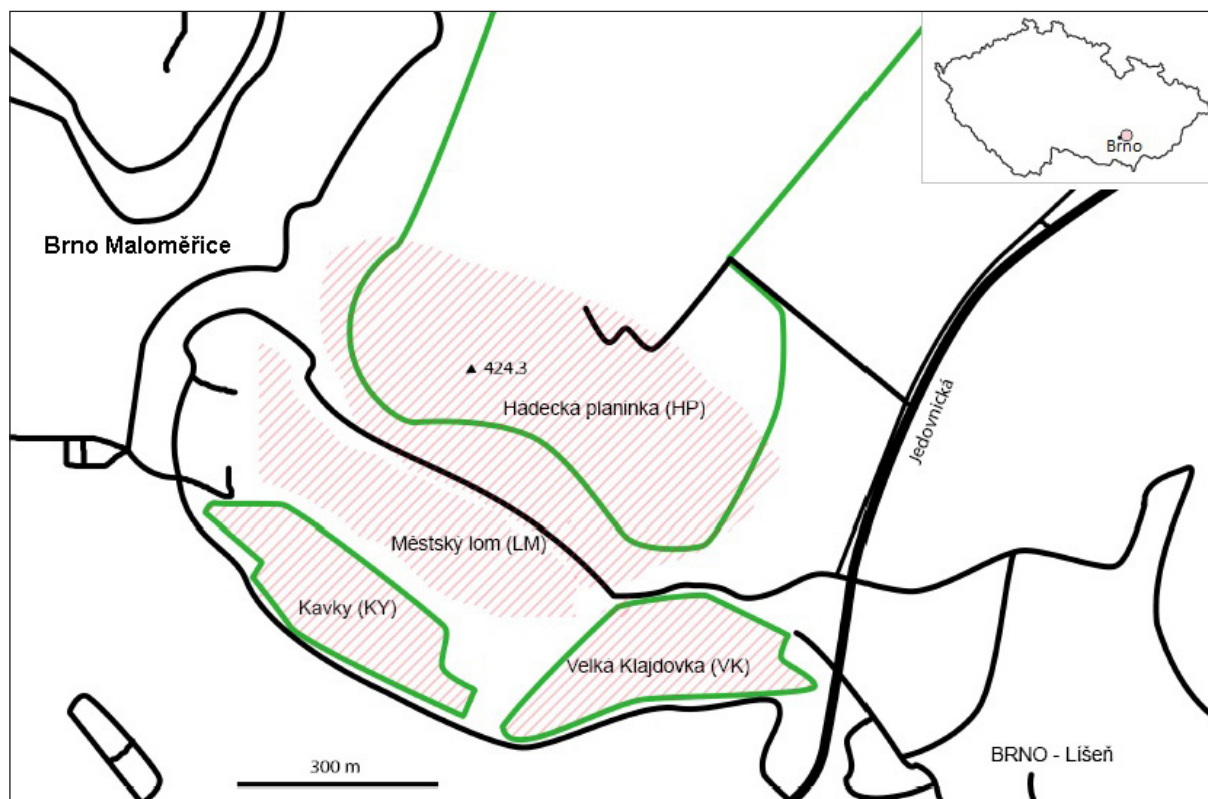 Brno
Brno Maloměřice
424.3
Hádecká planinka (HP)
Jedovnická
Městský lom (LM)
Kavky (KY)
Velká Klajdovka (VK)
BRNO - Líšeň
300 m